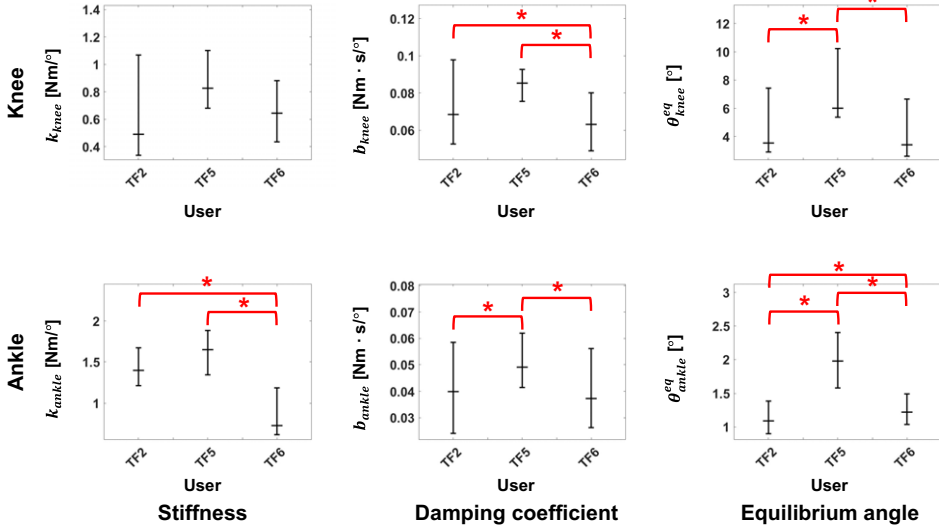 Knee
k_knee [Nm/°]
1.4
1.2
1
0.8
0.6
0.4
TF2
TF5
TF6
User
b_knee [Nm · s/°]
0.12
0.1
0.08
0.06
*
*
TF2
TF5
TF6
User
θ^eq_knee [°]
12
10
8
6
4
*
*
TF2
TF5
TF6
User
Ankle
k_ankle [Nm/°]
2
1.5
1
*
*
TF2
TF5
TF6
User
Stiffness
b_ankle [Nm · s/°]
0.08
0.07
0.06
0.05
0.04
0.03
*
*
TF2
TF5
TF6
User
Damping coefficient
θ^eq_ankle [°]
3
2.5
2
1.5
1
*
*
*
TF2
TF5
TF6
User
Equilibrium angle